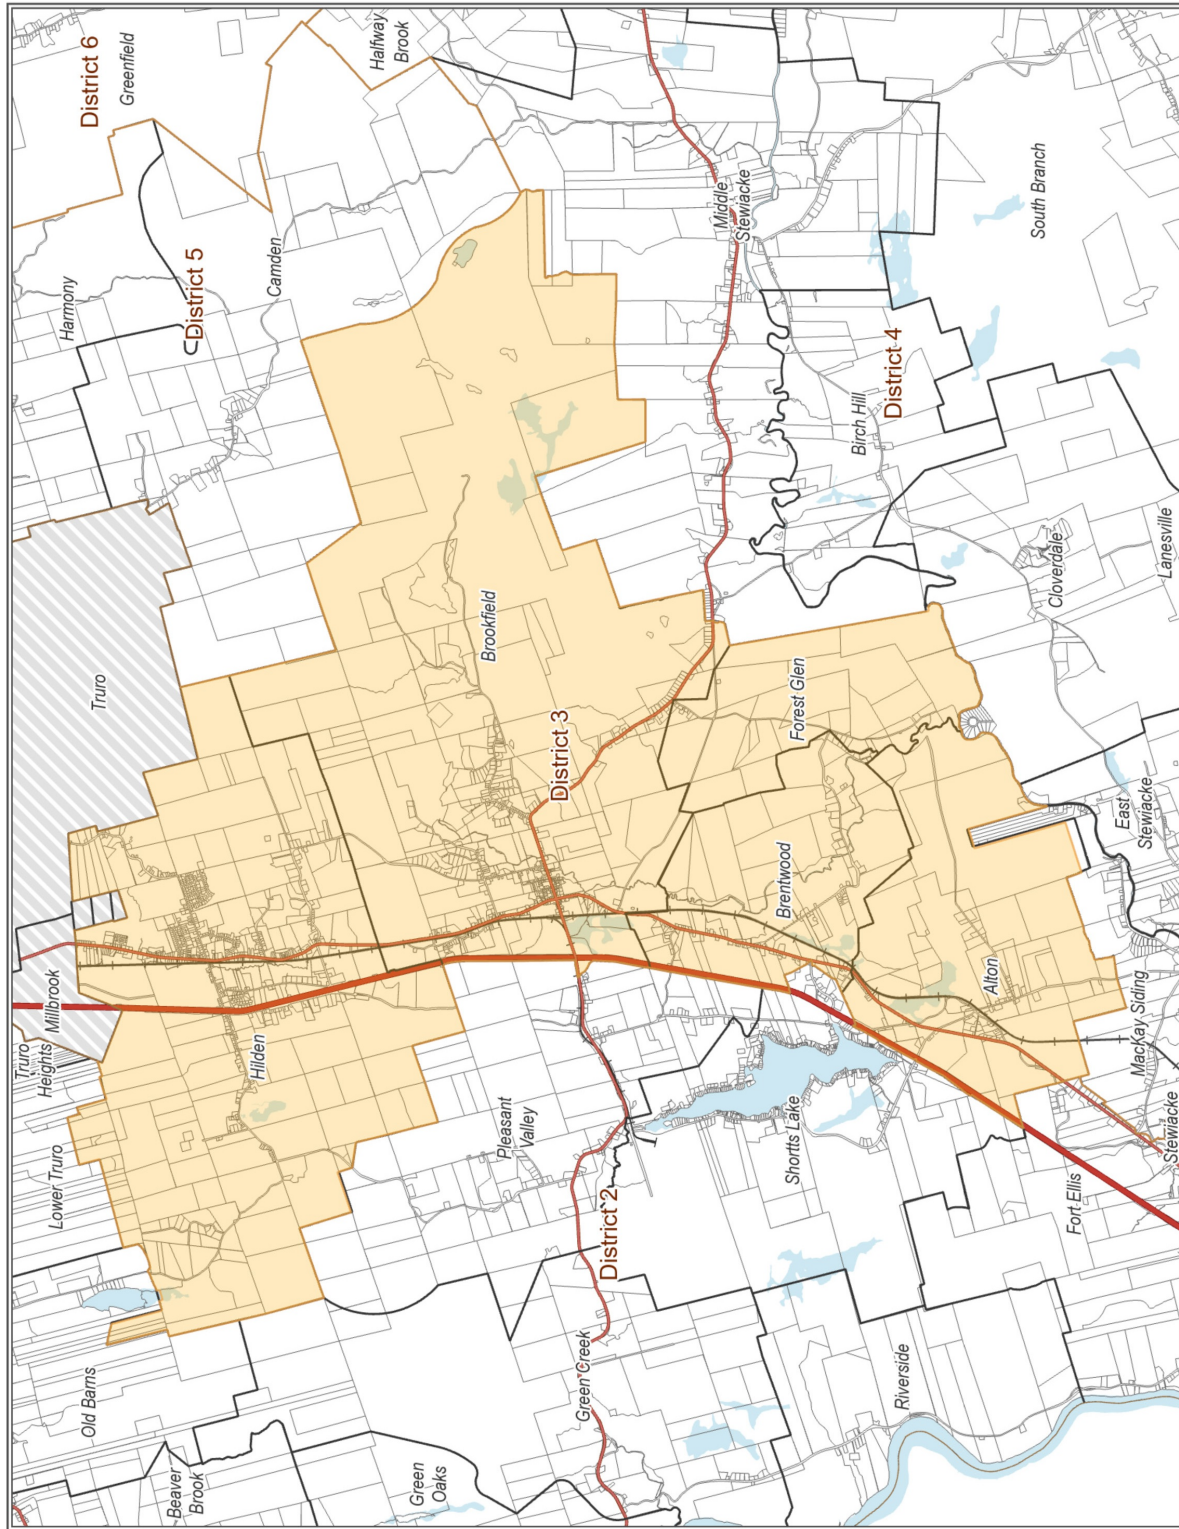 District 6
Greenfield
Halfway
Brook
Harmony
District 5
Camden
Truro
Middle
Stewiacke
South Branch
District 4
Birch Hill
Brookfield
District 3
Forest Glen
Cloverdale
Lanesville
Truro
Heights
Millbrook
Hilden
Brentwood
Alton
East
Stewiacke
MacKay Siding
Stewiacke
Lower Truro
Pleasant
Valley
Shortts Lake
Fort Ellis
District 2
Old Barns
Green Creek
Riverside
Beaver
Brook
Green
Oaks